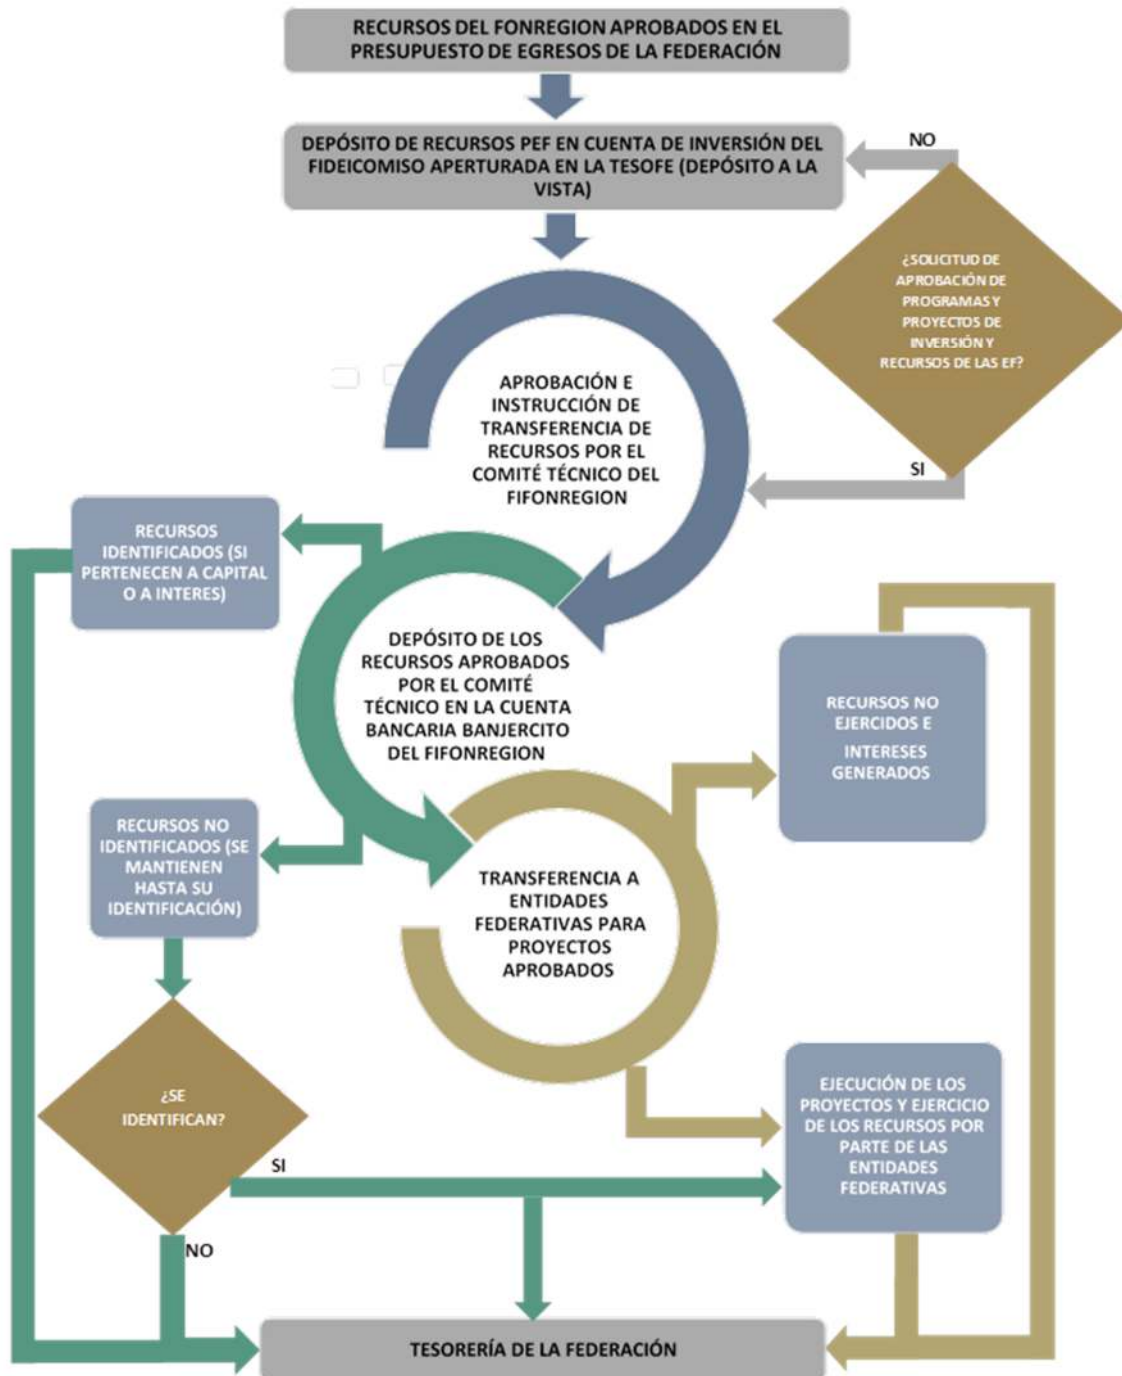 RECURSOS DEL FONREGION APROBADOS EN EL
PRESUPUESTO DE EGRESOS DE LA FEDERACIÓN
DEPÓSITO DE RECURSOS PEF EN CUENTA DE INVERSIÓN DEL
FIDEICOMISO APERTURADA EN LA TESOFE (DEPÓSITO A LA
VISTA)
NO
¿SOLICITUD DE
APROBACIÓN DE
PROGRAMAS Y
PROYECTOS DE
INVERSIÓN Y
RECURSOS DE LAS EF?
SI
APROBACIÓN E
INSTRUCCIÓN DE
TRANSFERENCIA DE
RECURSOS POR EL
COMITÉ TÉCNICO DEL
FIFONREGION
RECURSOS
IDENTIFICADOS (SI
PERTENECEN A CAPITAL
O A INTERES)
DEPÓSITO DE LOS
RECURSOS APROBADOS
POR EL COMITÉ
TÉCNICO EN LA CUENTA
BANCARIA BANJERCITO
DEL FIFONREGION
RECURSOS NO
EJERCIDOS E
INTERESES
GENERADOS
RECURSOS NO
IDENTIFICADOS (SE
MANTIENEN
HASTA SU
IDENTIFICACIÓN)
TRANSFERENCIA A
ENTIDADES
FEDERATIVAS PARA
PROYECTOS
APROBADOS
¿SE
IDENTIFICAN?
SI
NO
EJECUCIÓN DE LOS
PROYECTOS Y EJERCICIO
DE LOS RECURSOS POR
PARTE DE LAS
ENTIDADES
FEDERATIVAS
TESORERÍA DE LA FEDERACIÓN